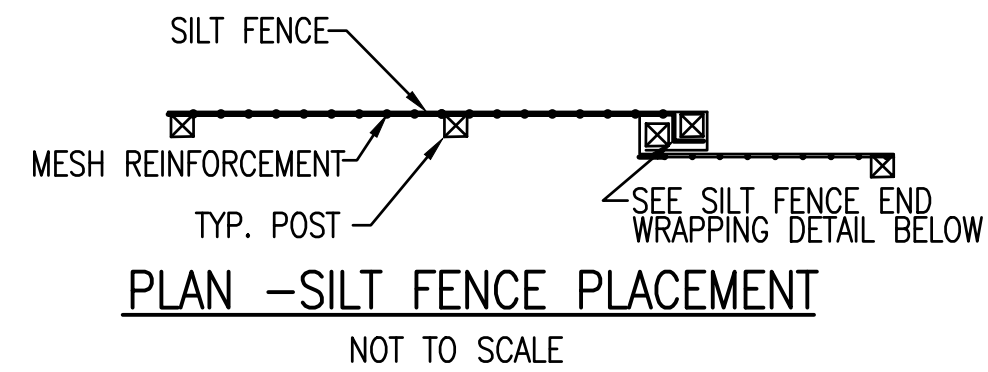 SILT FENCE
MESH REINFORCEMENT
TYP. POST
SEE SILT FENCE END
WRAPPING DETAIL BELOW
PLAN -SILT FENCE PLACEMENT
NOT TO SCALE